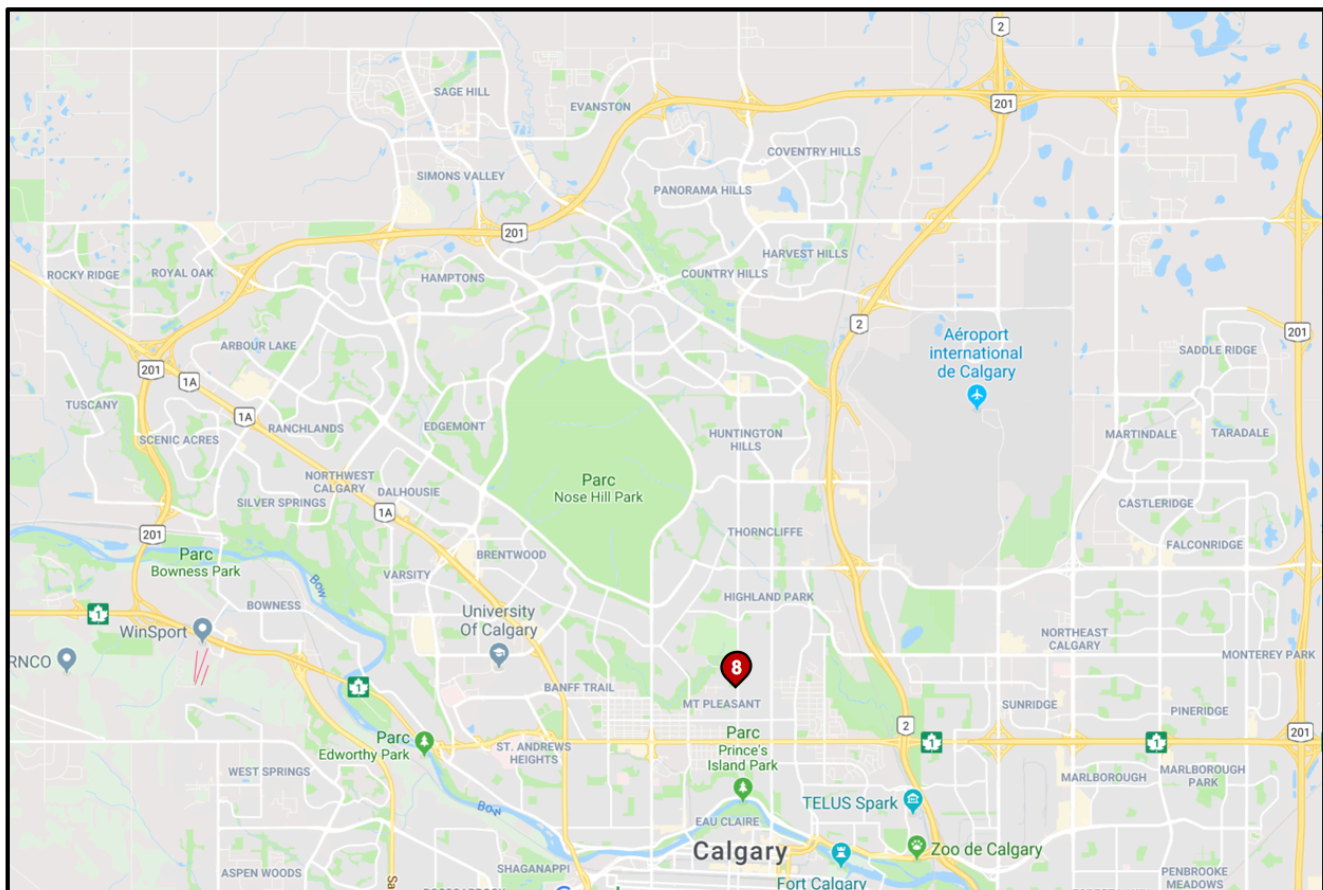 2
SAGE HILL
201
EVANSTON
COVENTRY HILLS
SIMONS VALLEY
PANORAMA HILLS
201
HARVEST HILLS
ROCKY RIDGE
ROYAL OAK
HAMPTONS
COUNTRY HILLS
2
201
Aéroport
international
de Calgary
ARBOUR LAKE
SADDLE RIDGE
201
1A
TUSCANY
1A
RANCHLANDS
EDGEMONT
HUNTINGTON
HILLS
SCENIC ACRES
MARTINDALE
TARADALE
NORTHWEST
CALGARY
Parc
Nose Hill Park
SILVER SPRINGS
DALHOUSIE
1A
CASTLERIDGE
201
THORNCLIFFE
FALCONRIDGE
Parc
Bowness Park
BRENTWOOD
VARSITY
Bow
BOWNESS
HIGHLAND PARK
1
University
Of Calgary
WinSport
NORTHEAST
CALGARY
RNCO
MONTEREY PARK
8
1
BANFF TRAIL
MT PLEASANT
SUNRIDGE
PINERIDGE
2
201
Parc
Edworthy Park
Parc
Prince's
Island Park
1
1
ST. ANDREWS
HEIGHTS
WEST SPRINGS
MARLBOROUGH
MARLBOROUGH
PARK
Bow
TELUS Spark
EAU CLAIRE
Calgary
Zoo de Calgary
SHAGANAPPI
ASPEN WOODS
Fort Calgary
PENBROOKE
MEADOWS
Sa